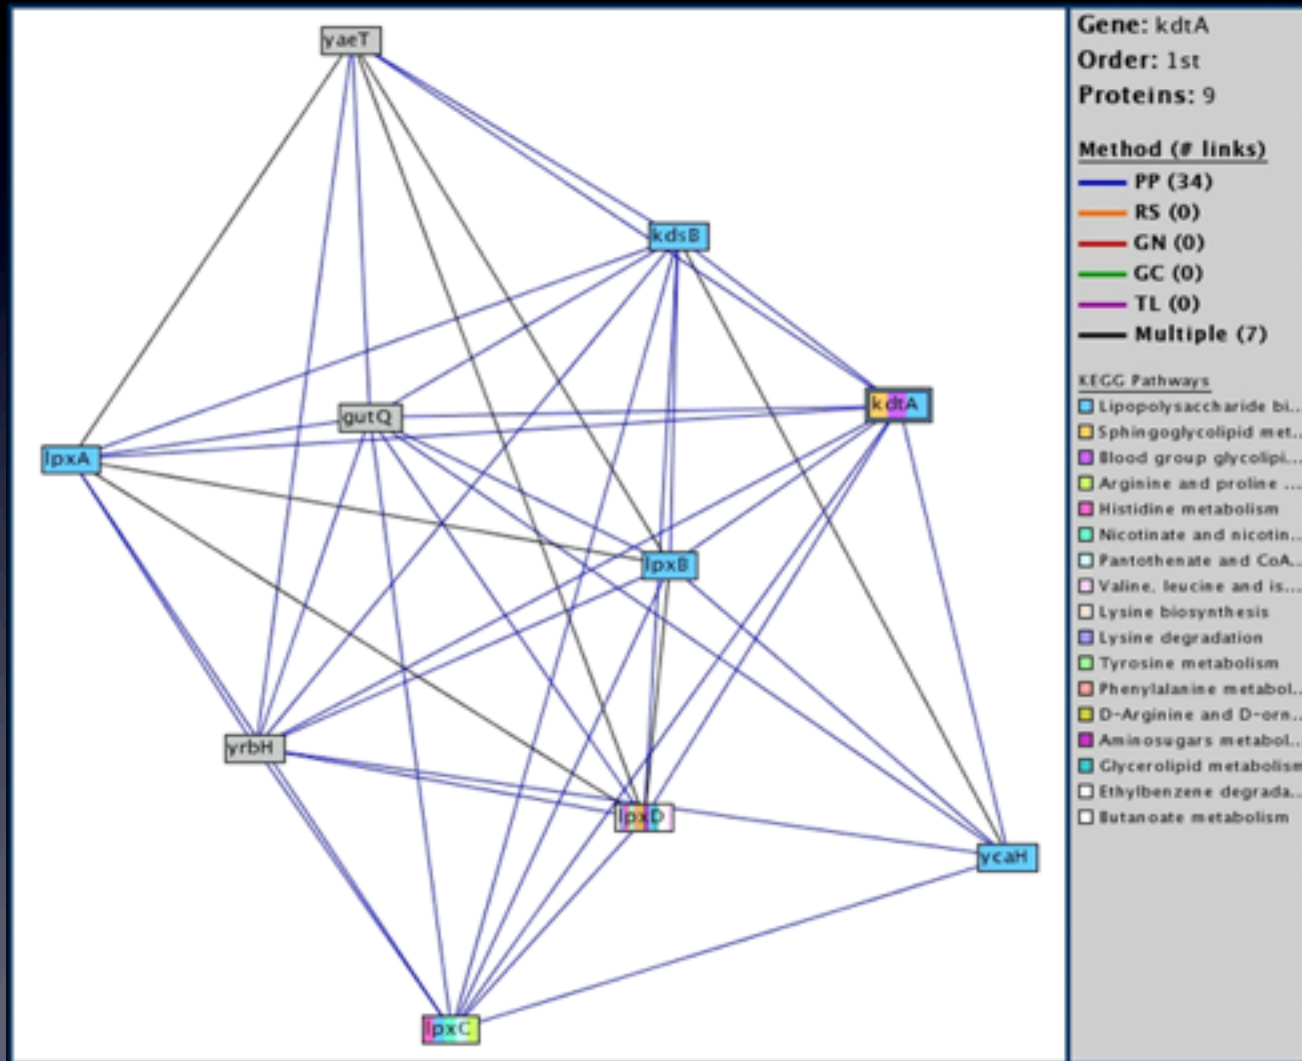 yaeT
kdsB
kdtA
gutQ
lpxA
lpxB
yrbH
lpxD
ycaH
lpxC
Gene: kdtA
Order: 1st
Proteins: 9
Method (# links)
PP (34)
RS (0)
GN (0)
GC (0)
TL (0)
Multiple (7)
KEGG Pathways
Lipopolysaccharide bi...
Sphingoglycolipid met...
Blood group glycolipi...
Arginine and proline ...
Histidine metabolism
Nicotinate and nicotin...
Pantothenate and CoA...
Valine, leucine and is...
Lysine biosynthesis
Lysine degradation
Tyrosine metabolism
Phenylalanine metabol...
D-Arginine and D-orn...
Aminosugars metabol...
Glycerolipid metabolism
Ethylbenzene degrada...
Butanoate metabolism